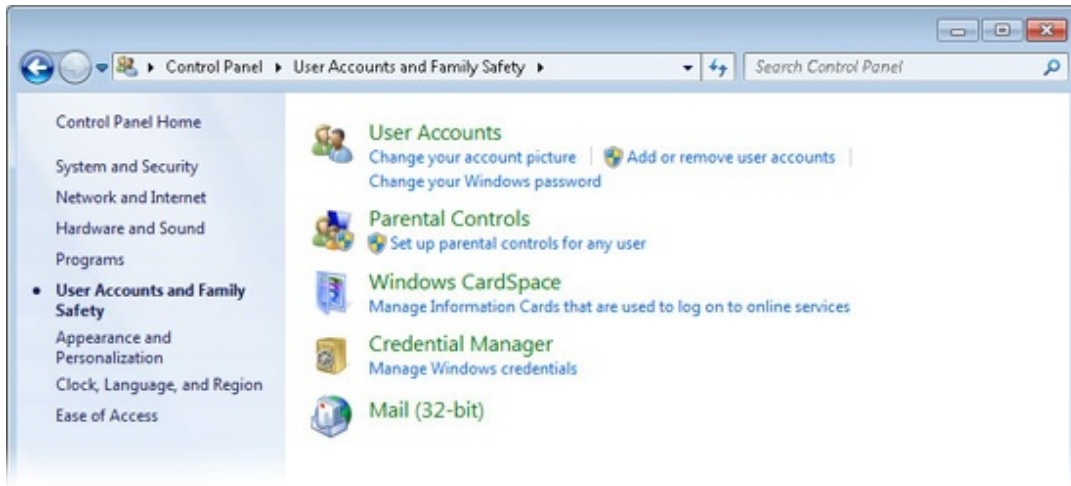 Control Panel User Accounts and Family Safety Search Control Panel
Control Panel Home
System and Security
Network and Internet
Hardware and Sound
Programs
User Accounts and Family
Safety
Appearance and
Personalization
Clock, Language, and Region
Ease of Access
User Accounts
Change your account picture Add or remove user accounts
Change your Windows password
Parental Controls
Set up parental controls for any user
Windows CardSpace
Manage Information Cards that are used to log on to online services
Credential Manager
Manage Windows credentials
Mail (32-bit)